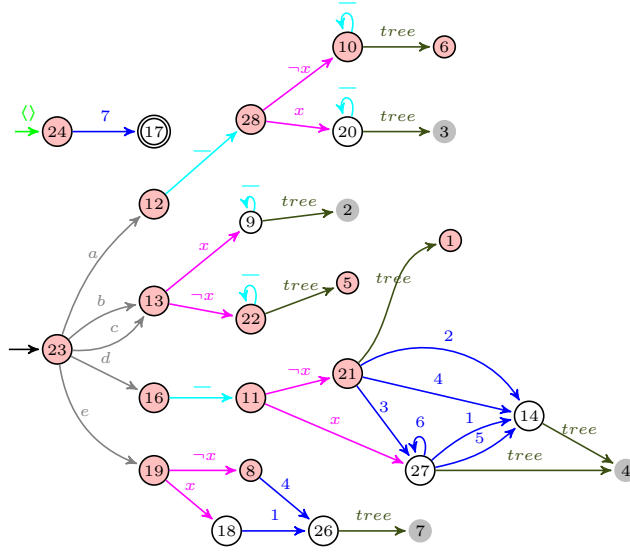 — tree
¬x 10 6
⟨⟩ 7 — tree
24 17 28 x 20 3
—
12 — tree
a x 9 2
b ¬x — tree
13 5
c 22 tree 1
23
d — ¬x 21 2
16 11 4
e x 3 6 1 14 tree
¬x 5 tree
19 8 4 27 4
x
18 1 26 tree 7